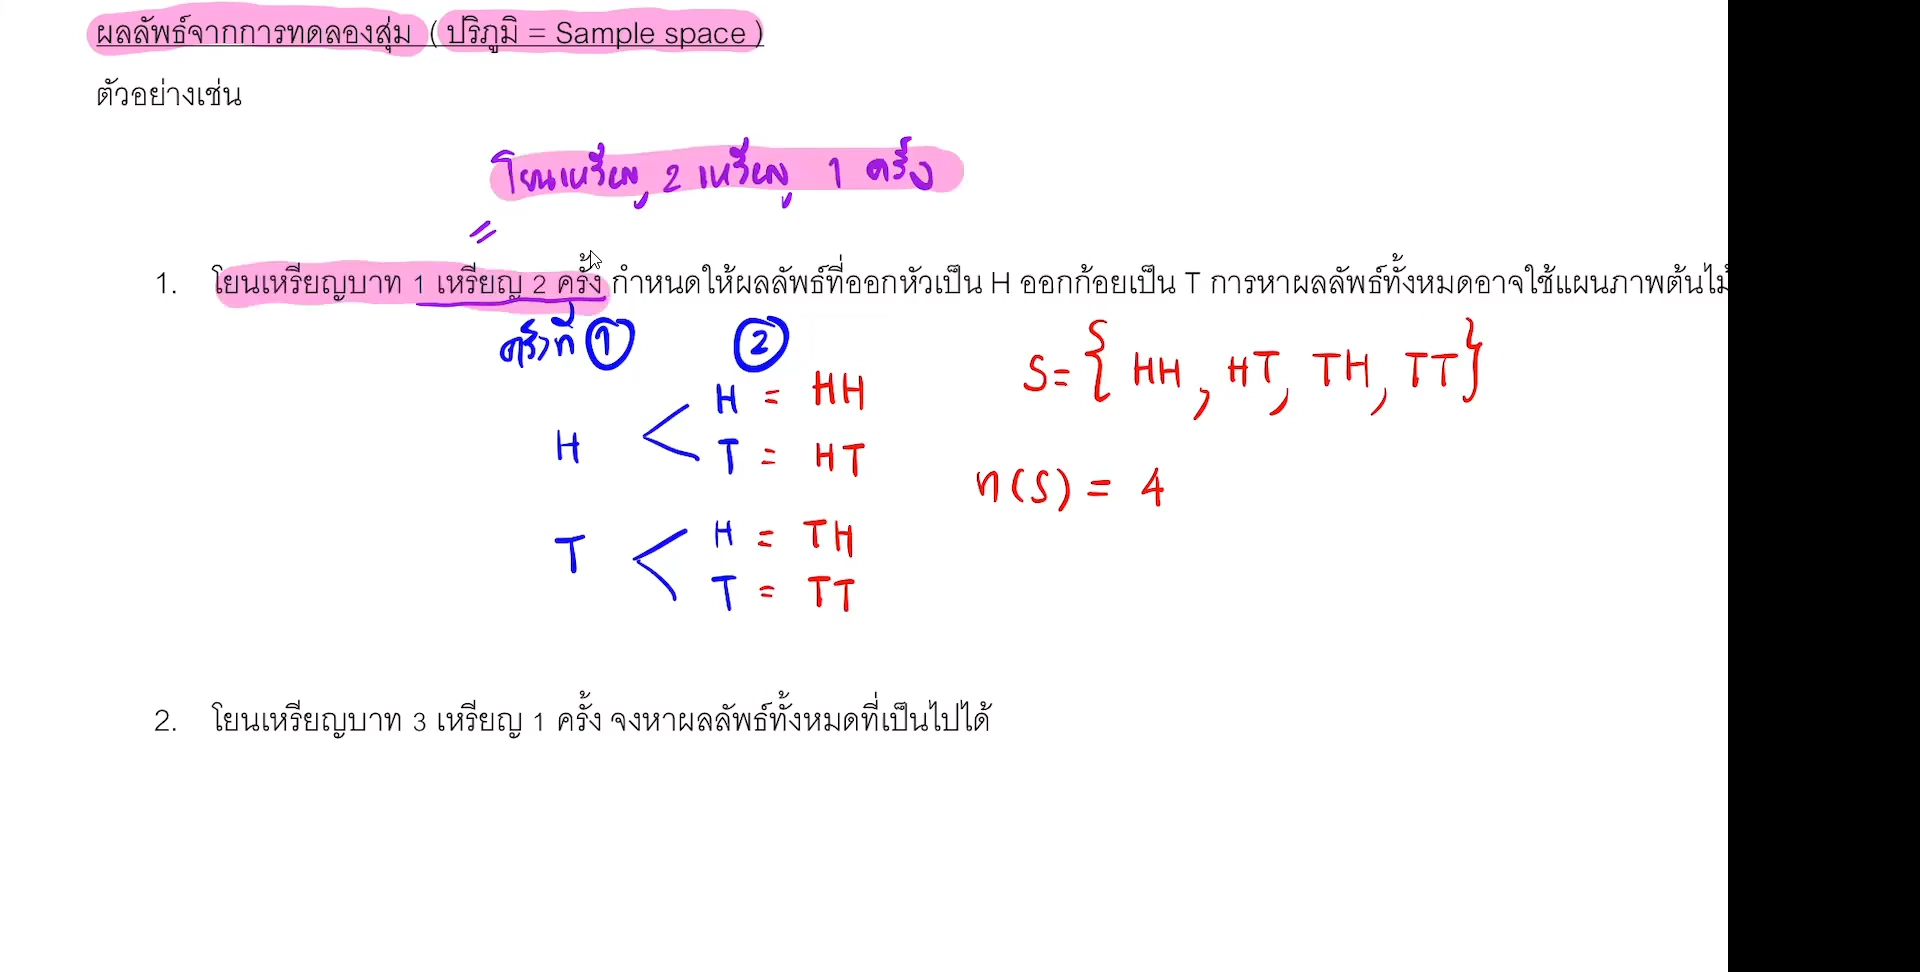 ผลลัพธ์จากการทดลองสุ่ม ( ปริภูมิ = Sample space )
ตัวอย่างเช่น
โยนเหรียญ 2 เหรียญ 1 ครั้ง
=
1. โยนเหรียญบาท 1 เหรียญ 2 ครั้ง กำหนดให้ผลลัพธ์ที่ออกหัวเป็น H ออกก้อยเป็น T การหาผลลัพธ์ทั้งหมดอาจใช้แผนภาพต้นไม้
ครั้งที่ 1 2
S = { HH , HT, TH, TT }
H = HH
H
T = HT
n(S) = 4
H = TH
T
T = TT
2. โยนเหรียญบาท 3 เหรียญ 1 ครั้ง จงหาผลลัพธ์ทั้งหมดที่เป็นไปได้